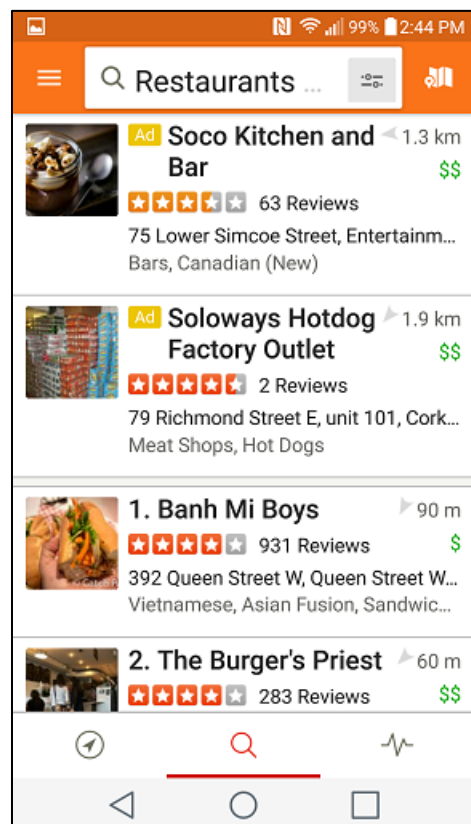 99% 2:44 PM
Restaurants ...
Ad Soco Kitchen and 1.3 km
Bar $$
63 Reviews
75 Lower Simcoe Street, Entertainm...
Bars, Canadian (New)
Ad Soloways Hotdog 1.9 km
Factory Outlet $$
2 Reviews
79 Richmond Street E, unit 101, Cork...
Meat Shops, Hot Dogs
1. Banh Mi Boys 90 m
931 Reviews $
392 Queen Street W, Queen Street W...
Vietnamese, Asian Fusion, Sandwic...
2. The Burger's Priest 60 m
283 Reviews $$